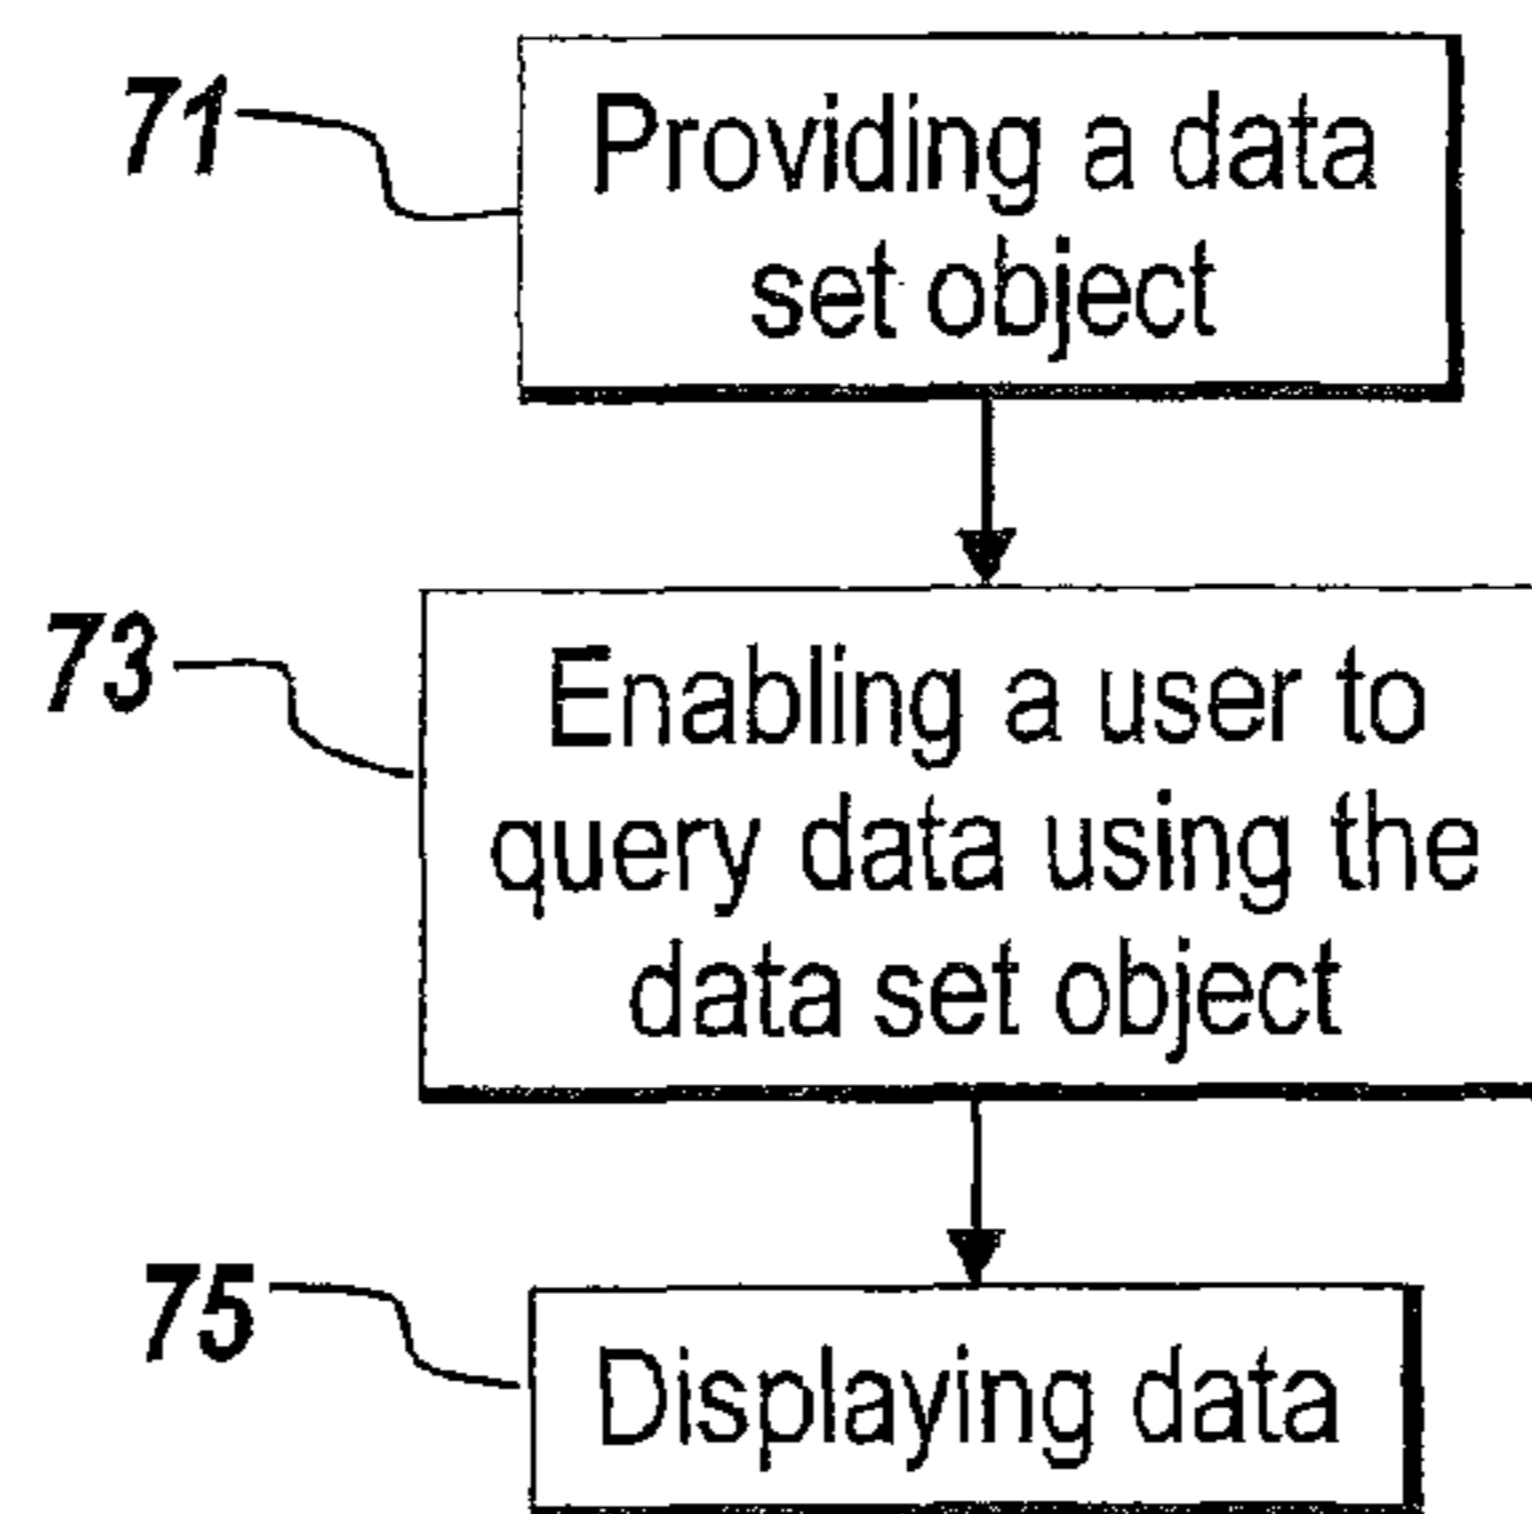 71
Providing a data
set object
73
Enabling a user to
query data using the
data set object
75
Displaying data